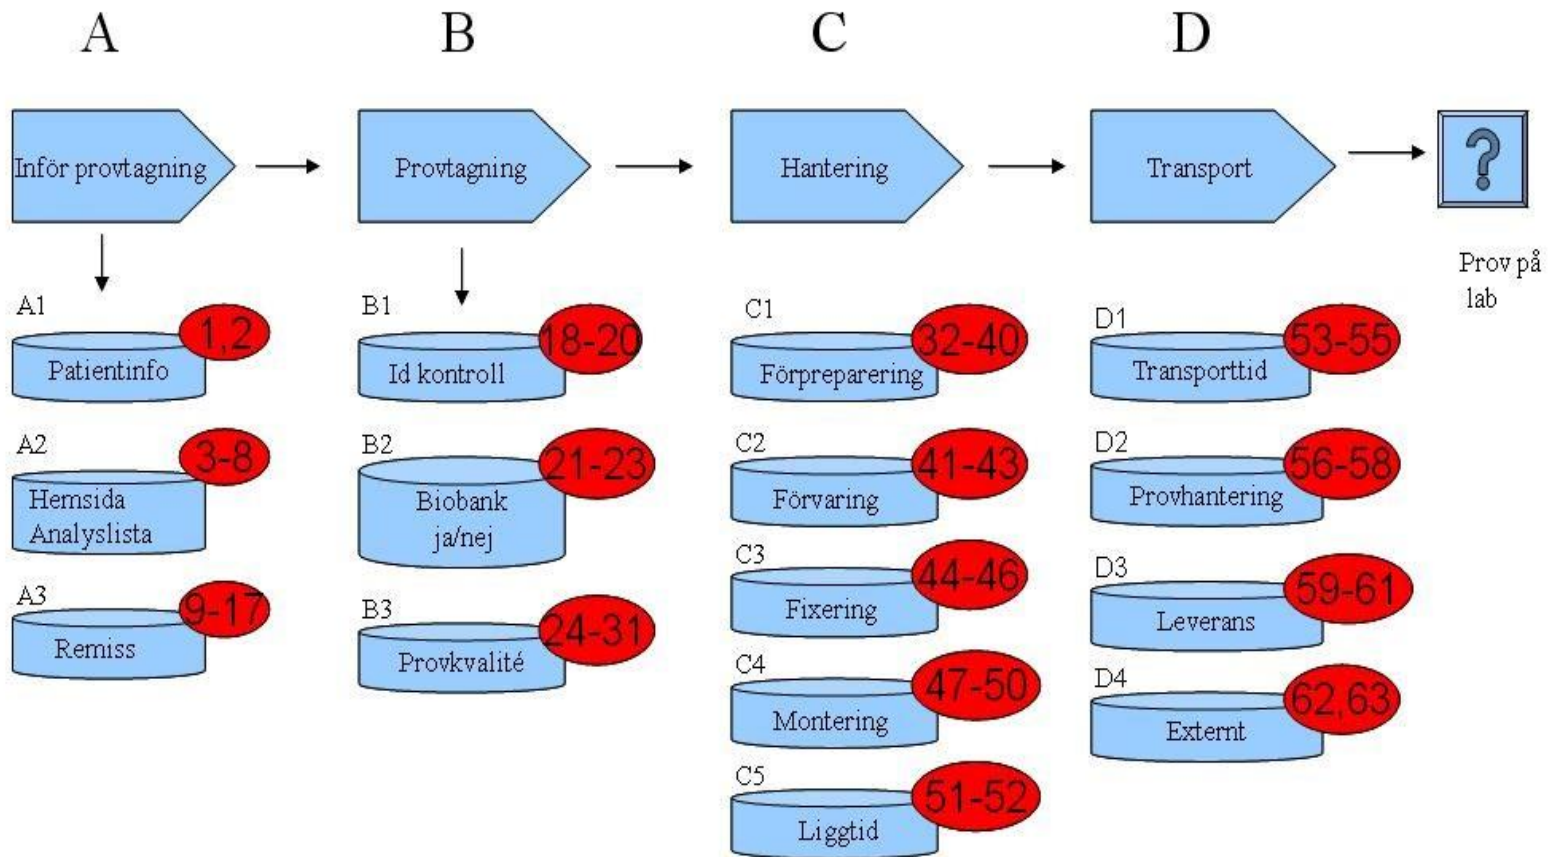 A
B
C
D
Inför provtagning
Provtagning
Hantering
Transport
?
Prov på
lab
A1
1,2
Patientinfo
A2
3-8
Hemsida
Analyslista
A3
9-17
Remiss
B1
18-20
Id kontroll
B2
21-23
Biobank
ja/nej
B3
24-31
Provkvalité
C1
32-40
Förpreparering
C2
41-43
Förvaring
C3
44-46
Fixering
C4
47-50
Montering
C5
51-52
Liggtid
D1
53-55
Transporttid
D2
56-58
Provhantering
D3
59-61
Leverans
D4
62,63
Externt